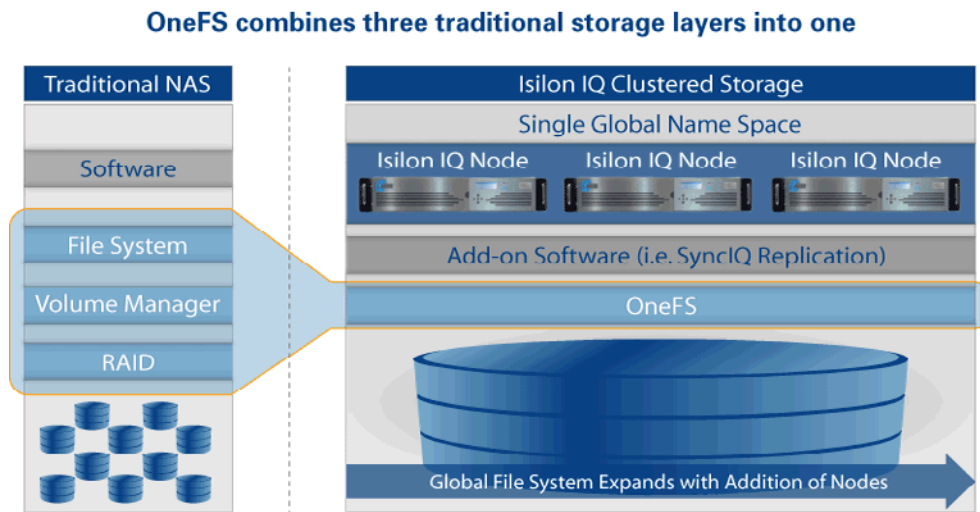 OneFS combines three traditional storage layers into one
Traditional NAS
Software
File System
Volume Manager
RAID
Isilon IQ Clustered Storage
Single Global Name Space
Isilon IQ Node
Isilon IQ Node
Isilon IQ Node
Add-on Software (i.e. SyncIQ Replication)
OneFS
Global File System Expands with Addition of Nodes